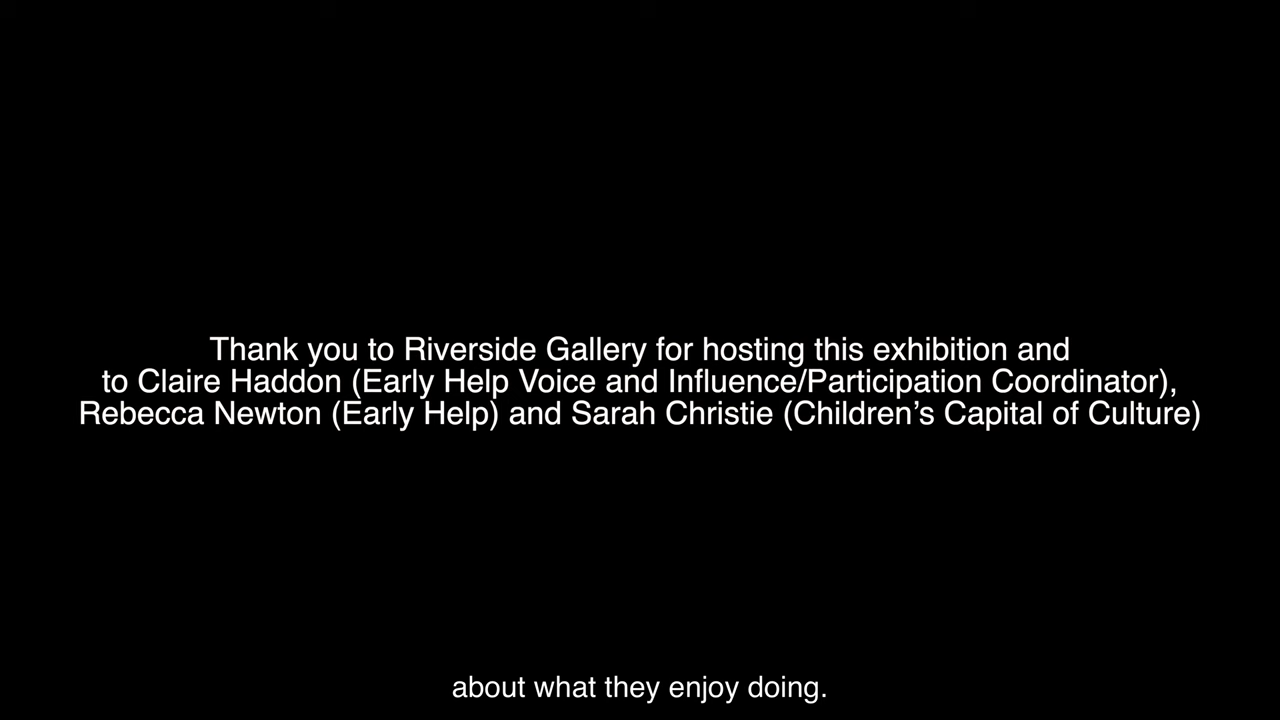 Thank you to Riverside Gallery for hosting this exhibition and
to Claire Haddon (Early Help Voice and Influence/Participation Coordinator),
Rebecca Newton (Early Help) and Sarah Christie (Children’s Capital of Culture)
about what they enjoy doing.